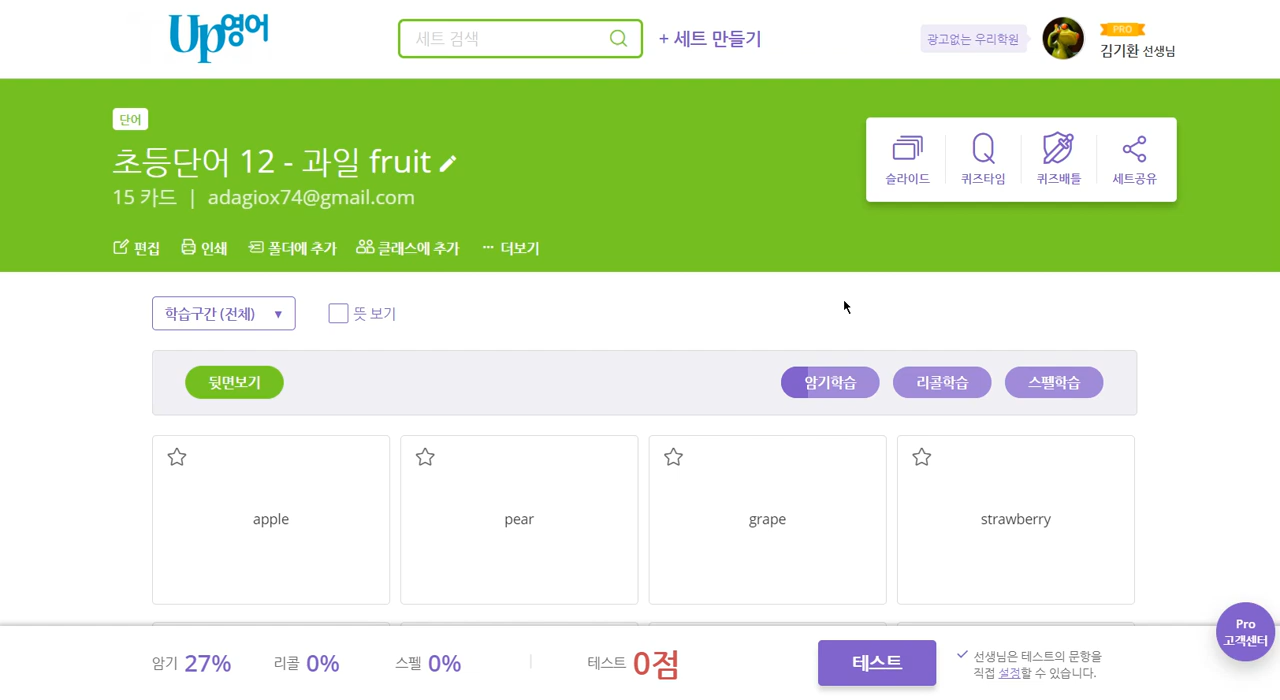 Up영어
세트 검색
+ 세트 만들기
광고없는 우리학원
PRO
김기환 선생님
단어
초등단어 12 - 과일 fruit
15 카드 | adagiox74@gmail.com
슬라이드 퀴즈타임 퀴즈배틀 세트공유
편집 인쇄 폴더에 추가 클래스에 추가 ··· 더보기
학습구간 (전체) ▼ 뜻 보기
뒷면보기 암기학습 리콜학습 스펠학습
apple pear grape strawberry
Pro
고객센터
암기 27% 리콜 0% 스펠 0% 테스트 0점 테스트
선생님은 테스트의 문항을
직접 설정할 수 있습니다.